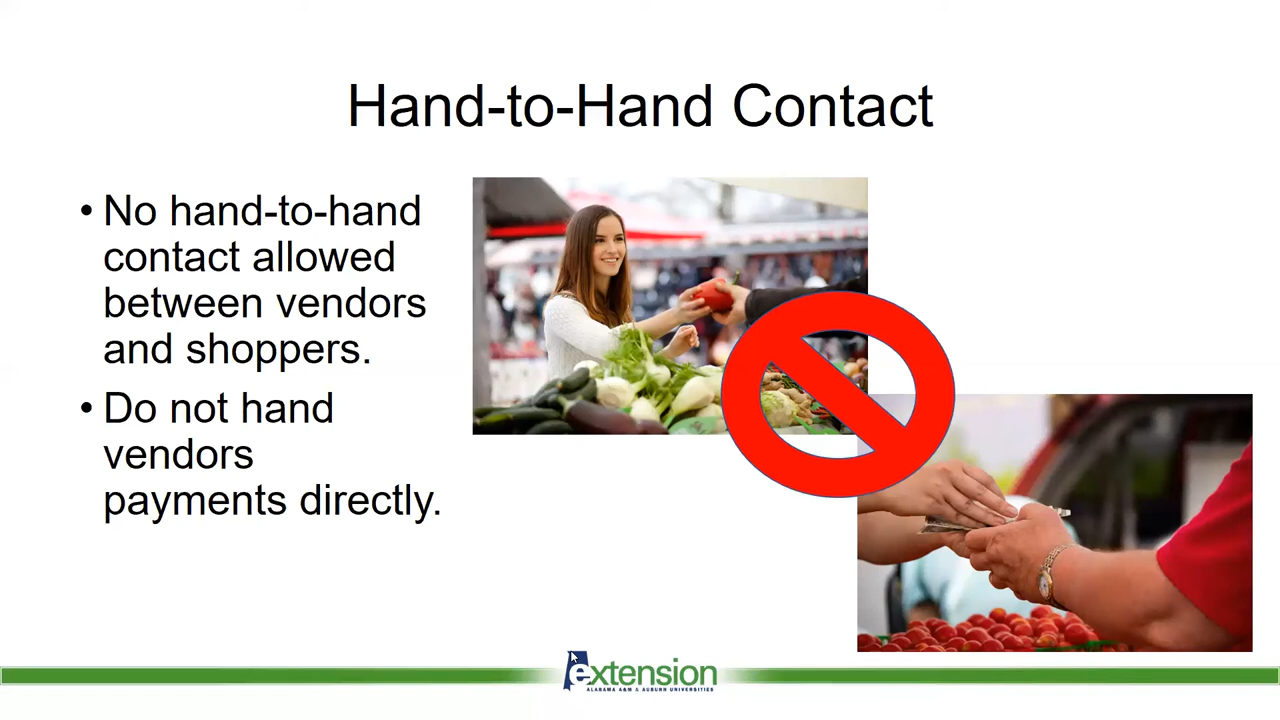 Hand-to-Hand Contact
• No hand-to-hand
contact allowed
between vendors
and shoppers.
• Do not hand
vendors
payments directly.
extension
ALABAMA A&M & AUBURN UNIVERSITIES